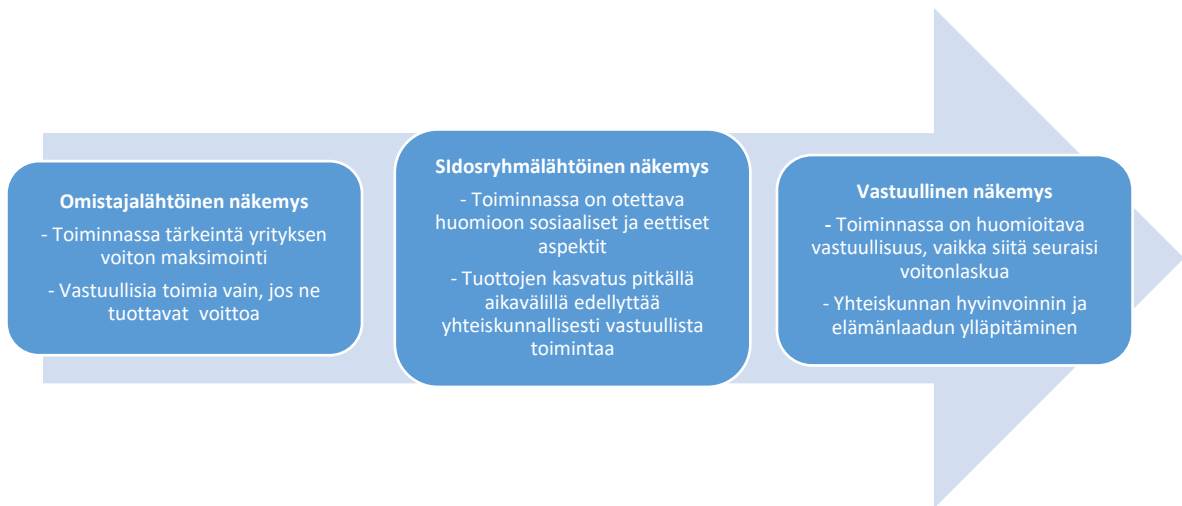 Omistajalähtöinen näkemys
- Toiminnassa tärkeintä yrityksen
voiton maksimointi
- Vastuullisia toimia vain, jos ne
tuottavat voittoa
SIdosryhmälähtöinen näkemys
- Toiminnassa on otettava
huomioon sosiaaliset ja eettiset
aspektit
- Tuottojen kasvatus pitkällä
aikavälillä edellyttää
yhteiskunnallisesti vastuullista
toimintaa
Vastuullinen näkemys
- Toiminnassa on huomioitava
vastuullisuus, vaikka siitä seuraisi
voitonlaskua
- Yhteiskunnan hyvinvoinnin ja
elämänlaadun ylläpitäminen